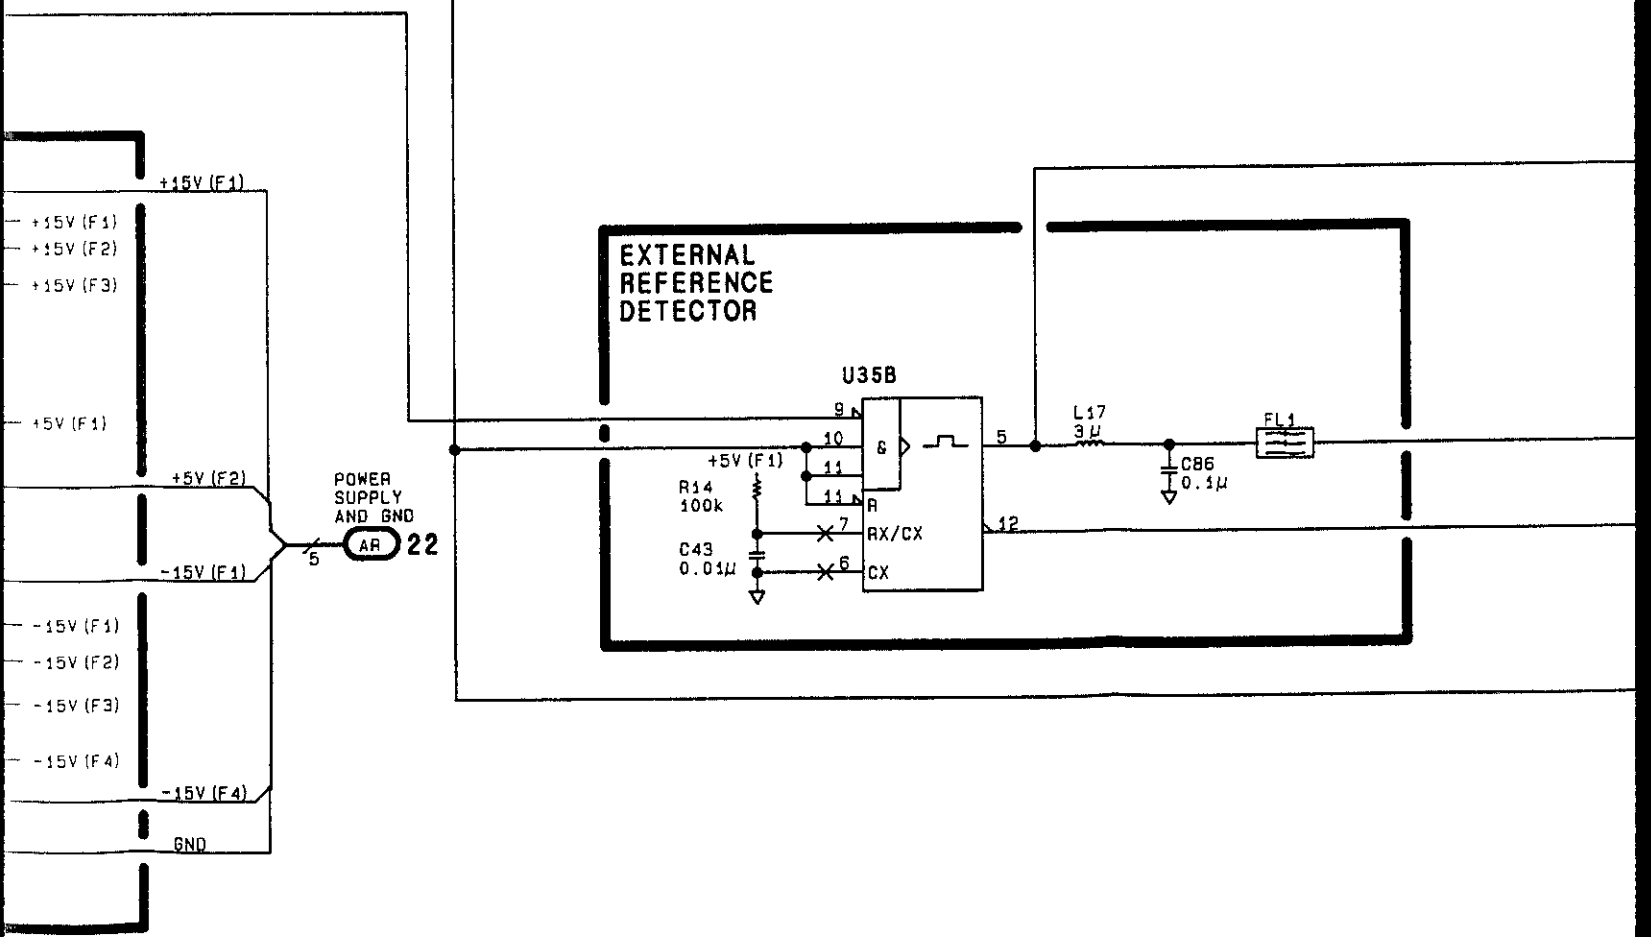 +15V (F1)
+15V (F1)
+15V (F2)
+15V (F3)
+5V (F1)
+5V (F2)
-15V (F1)
-15V (F1)
-15V (F2)
-15V (F3)
-15V (F4)
-15V (F4)
GND
POWER
SUPPLY
AND GND
AR 22
5
EXTERNAL
REFERENCE
DETECTOR
U35B
9
10
11
11
&
R
+5V (F1)
R14
100k
7
RX/CX
C43
0.01µ
6
CX
5
12
L17
3µ
C86
0.1µ
FL1